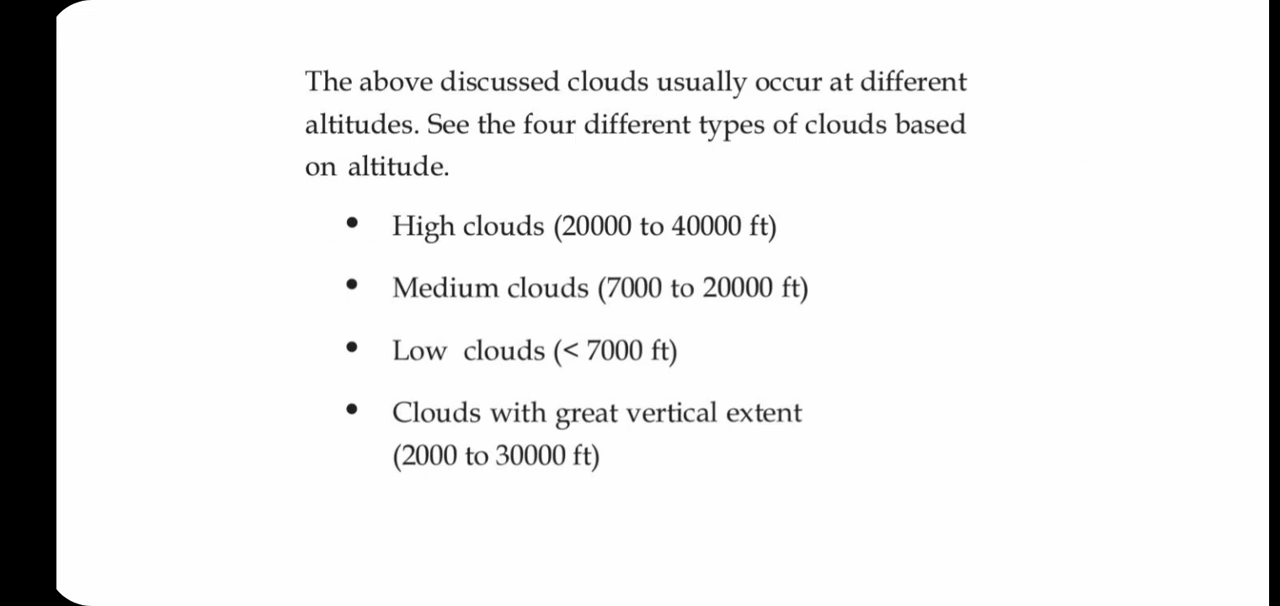 The above discussed clouds usually occur at different
altitudes. See the four different types of clouds based
on altitude.
• High clouds (20000 to 40000 ft)
• Medium clouds (7000 to 20000 ft)
• Low clouds (< 7000 ft)
• Clouds with great vertical extent
(2000 to 30000 ft)